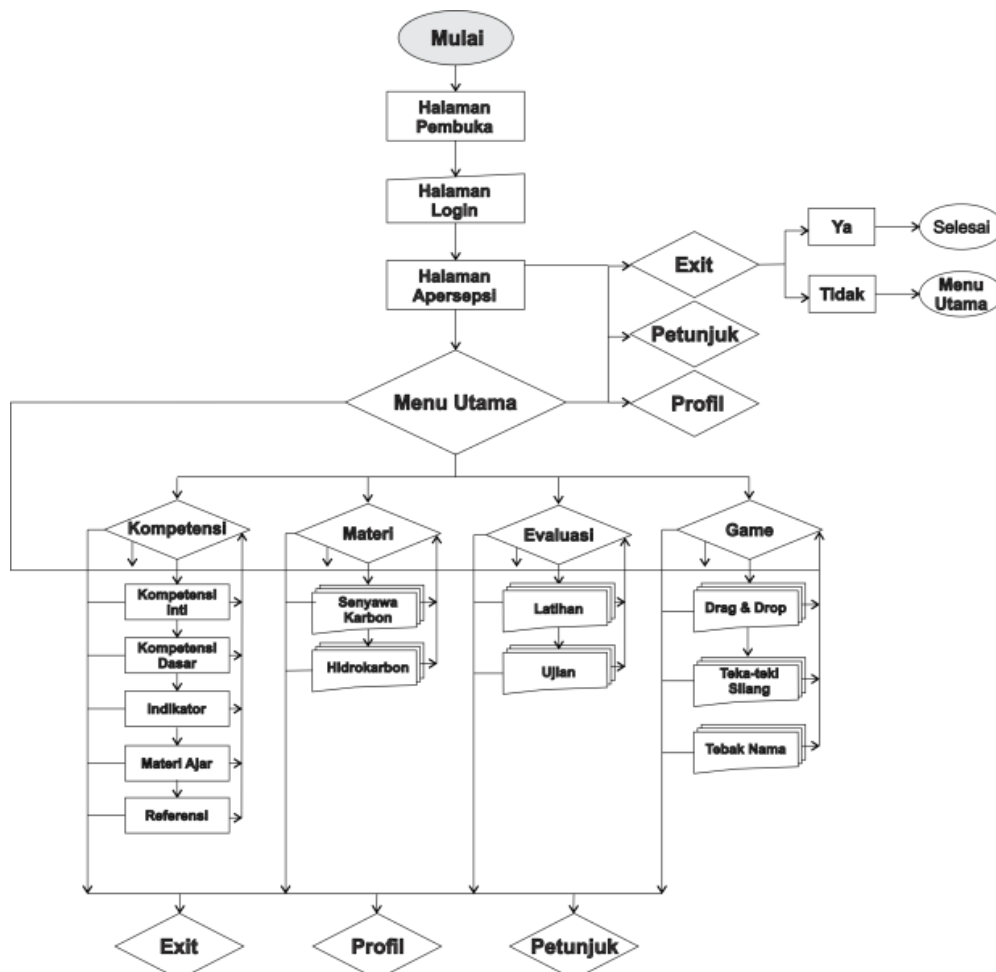 Mulai
Halaman
Pembuka
Halaman
Login
Halaman
Apersepsi
Exit
Ya
Selesai
Tidak
Menu
Utama
Petunjuk
Profil
Menu Utama
Kompetensi
Materi
Evaluasi
Game
Kompetensi
Inti
Kompetensi
Dasar
Indikator
Materi Ajar
Referensi
Senyawa
Karbon
Hidrokarbon
Latihan
Ujian
Drag & Drop
Teka-teki
Silang
Tebak Nama
Exit
Profil
Petunjuk